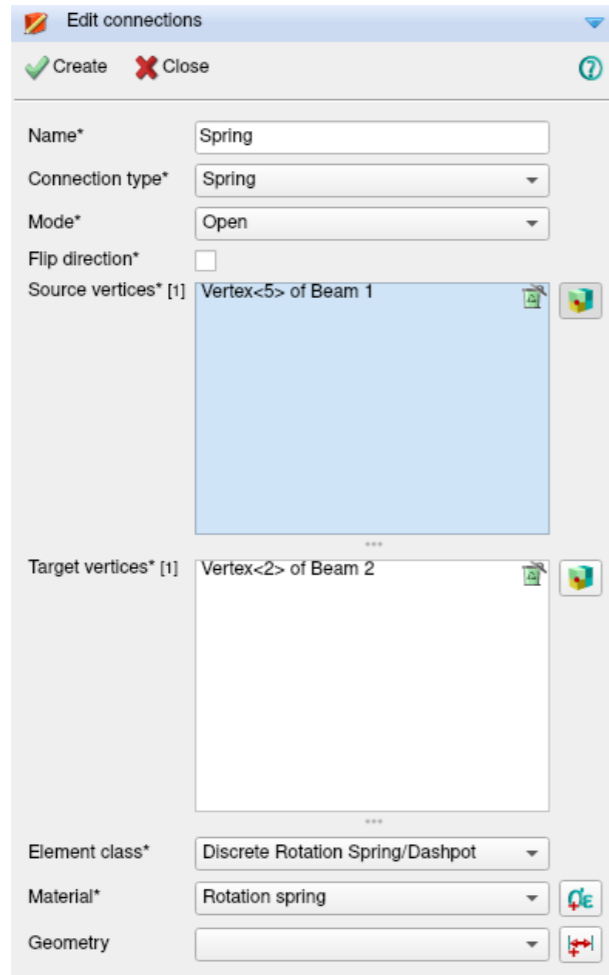 Edit connections
Create Close
Name* Spring
Connection type* Spring
Mode* Open
Flip direction*
Source vertices* [1] Vertex<5> of Beam 1
Target vertices* [1] Vertex<2> of Beam 2
Element class* Discrete Rotation Spring/Dashpot
Material* Rotation spring
Geometry